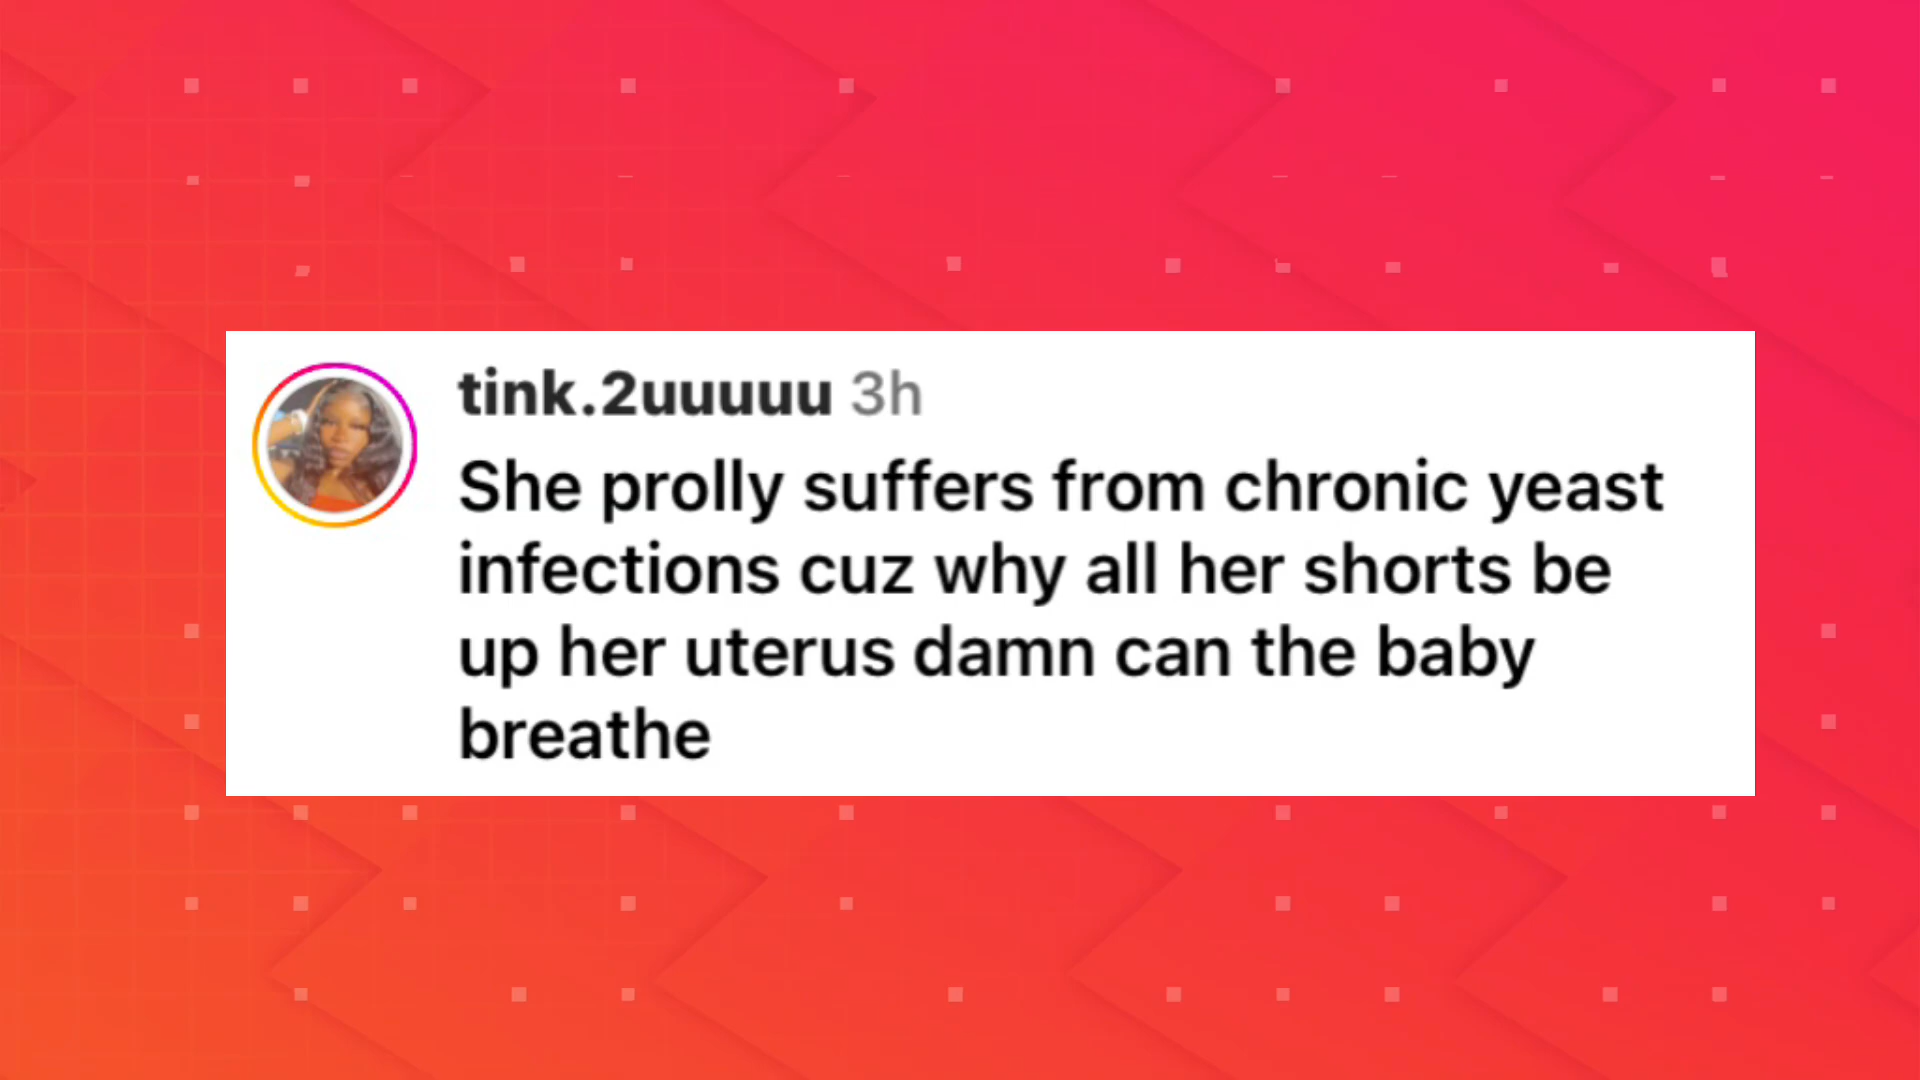 tink.2uuuuu 3h
She prolly suffers from chronic yeast
infections cuz why all her shorts be
up her uterus damn can the baby
breathe